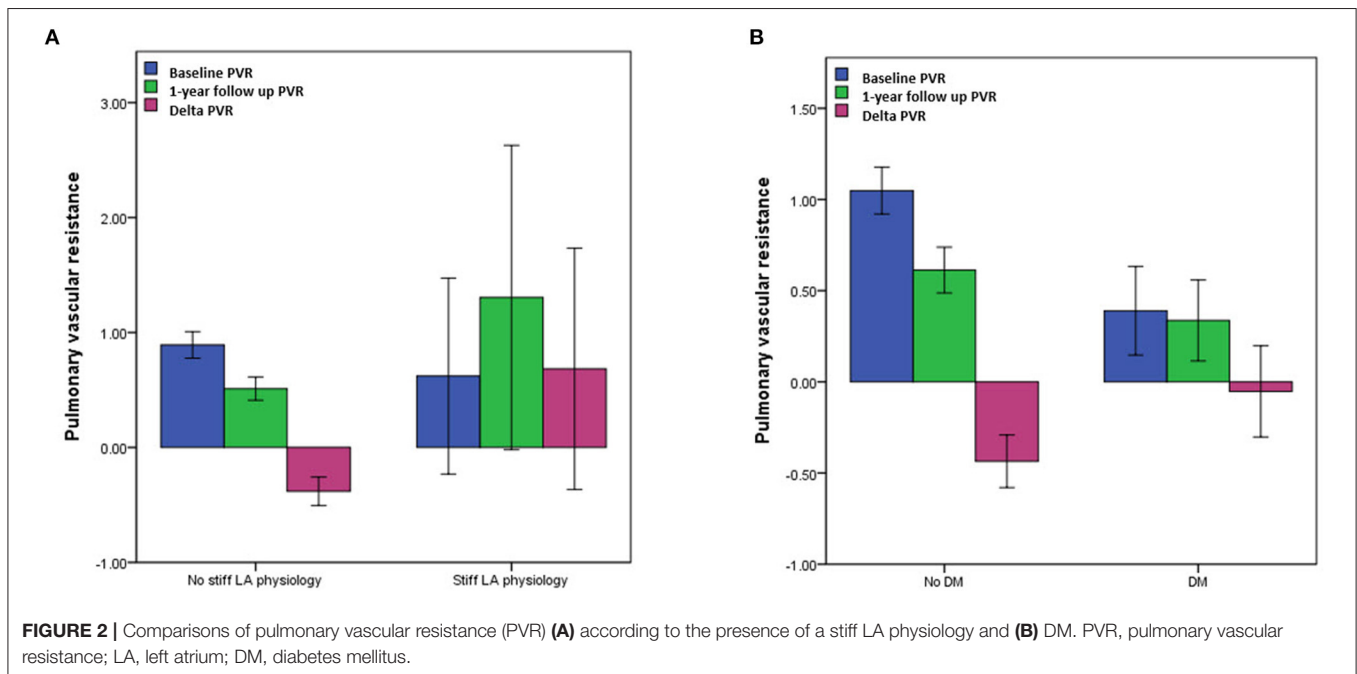 A
Baseline PVR
1-year follow up PVR
Delta PVR
3.00
2.00
1.00
0.00
-1.00
Pulmonary vascular resistance
No stiff LA physiology
Stiff LA physiology
B
Baseline PVR
1-year follow up PVR
Delta PVR
1.50
1.00
0.50
0.00
-0.50
-1.00
Pulmonary vascular resistance
No DM
DM
FIGURE 2 | Comparisons of pulmonary vascular resistance (PVR) (A) according to the presence of a stiff LA physiology and (B) DM. PVR, pulmonary vascular
resistance; LA, left atrium; DM, diabetes mellitus.